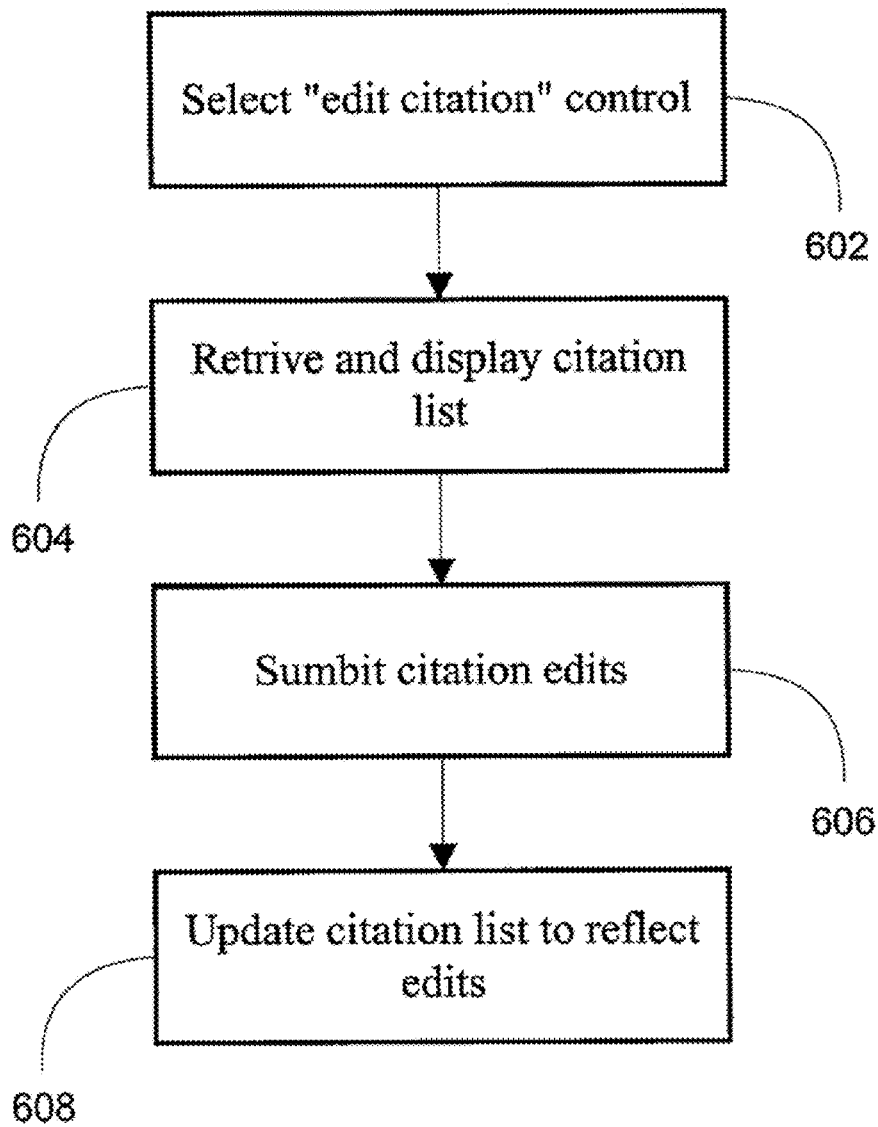 Select "edit citation" control
602
Retrive and display citation
list
604
Sumbit citation edits
606
Update citation list to reflect
edits
608